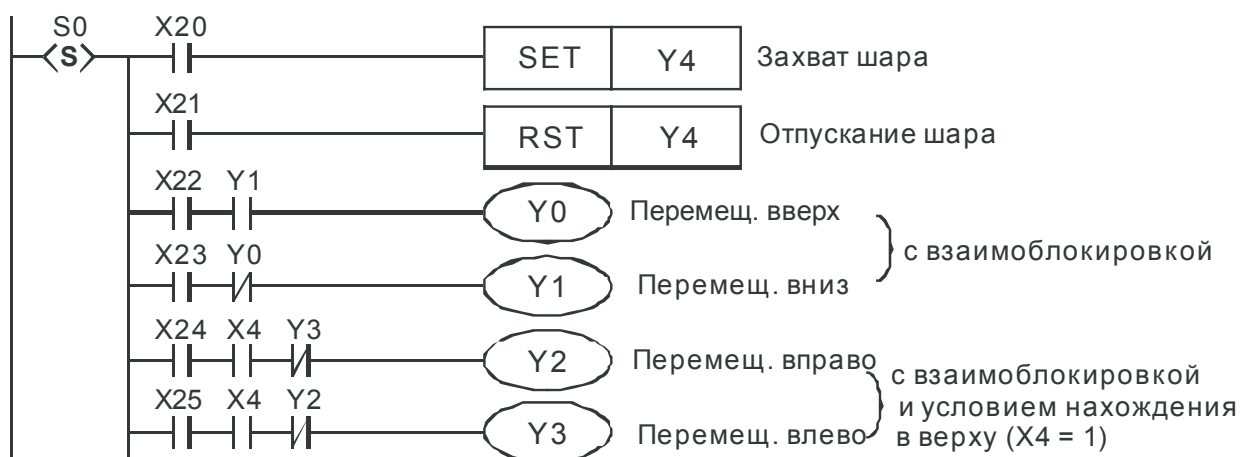 S0 X20
S SET Y4 Захват шара
X21
RST Y4 Отпускание шара
X22 Y1
Y0 Перемещ. вверх
с взаимоблокировкой
X23 Y0
Y1 Перемещ. вниз
X24 X4 Y3
Y2 Перемещ. вправо
с взаимоблокировкой
и условием нахождения
в верху (X4 = 1)
X25 X4 Y2
Y3 Перемещ. влево